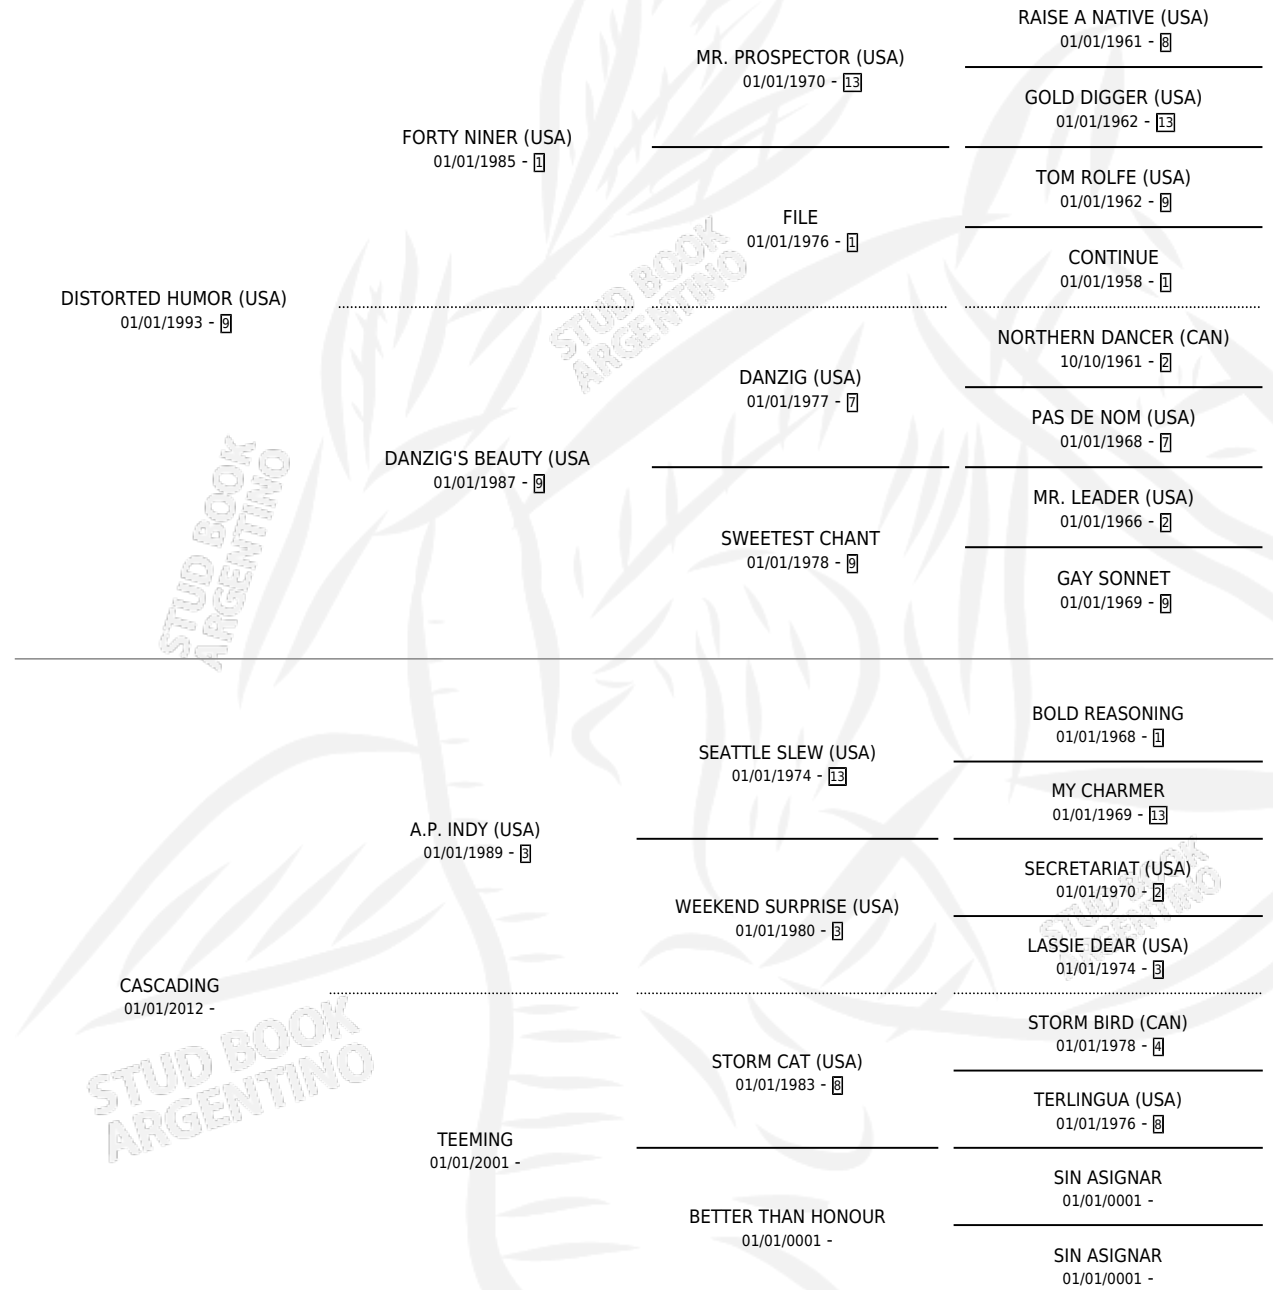 RAISE A NATIVE (USA)
01/01/1961 - 8
MR. PROSPECTOR (USA)
01/01/1970 - 13
GOLD DIGGER (USA)
01/01/1962 - 13
FORTY NINER (USA)
01/01/1985 - 1
TOM ROLFE (USA)
01/01/1962 - 9
FILE
01/01/1976 - 1
CONTINUE
01/01/1958 - 1
DISTORTED HUMOR (USA)
01/01/1993 - 9
NORTHERN DANCER (CAN)
10/10/1961 - 2
DANZIG (USA)
01/01/1977 - 7
PAS DE NOM (USA)
01/01/1968 - 7
DANZIG'S BEAUTY (USA
01/01/1987 - 9
MR. LEADER (USA)
01/01/1966 - 2
SWEETEST CHANT
01/01/1978 - 9
GAY SONNET
01/01/1969 - 9
BOLD REASONING
01/01/1968 - 1
SEATTLE SLEW (USA)
01/01/1974 - 13
MY CHARMER
01/01/1969 - 13
A.P. INDY (USA)
01/01/1989 - 3
SECRETARIAT (USA)
01/01/1970 - 2
WEEKEND SURPRISE (USA)
01/01/1980 - 3
LASSIE DEAR (USA)
01/01/1974 - 3
CASCADING
01/01/2012 -
STORM BIRD (CAN)
01/01/1978 - 4
STORM CAT (USA)
01/01/1983 - 8
TERLINGUA (USA)
01/01/1976 - 8
TEEMING
01/01/2001 -
SIN ASIGNAR
01/01/0001 -
BETTER THAN HONOUR
01/01/0001 -
SIN ASIGNAR
01/01/0001 -
STUD BOOK
ARGENTINO
STUD BOOK
ARGENTINO
STUD BOOK
ARGENTINO
STUD BOOK
ARGENTINO